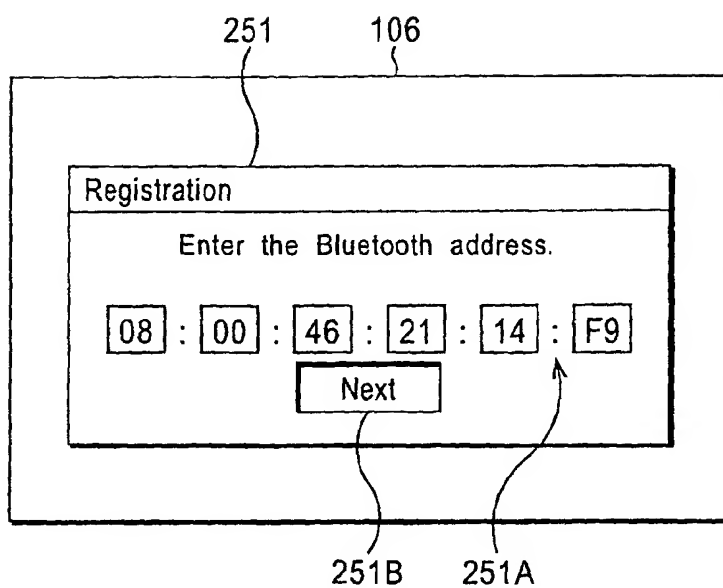 251 106
Registration
Enter the Bluetooth address.
08 : 00 : 46 : 21 : 14 : F9
Next
251B 251A